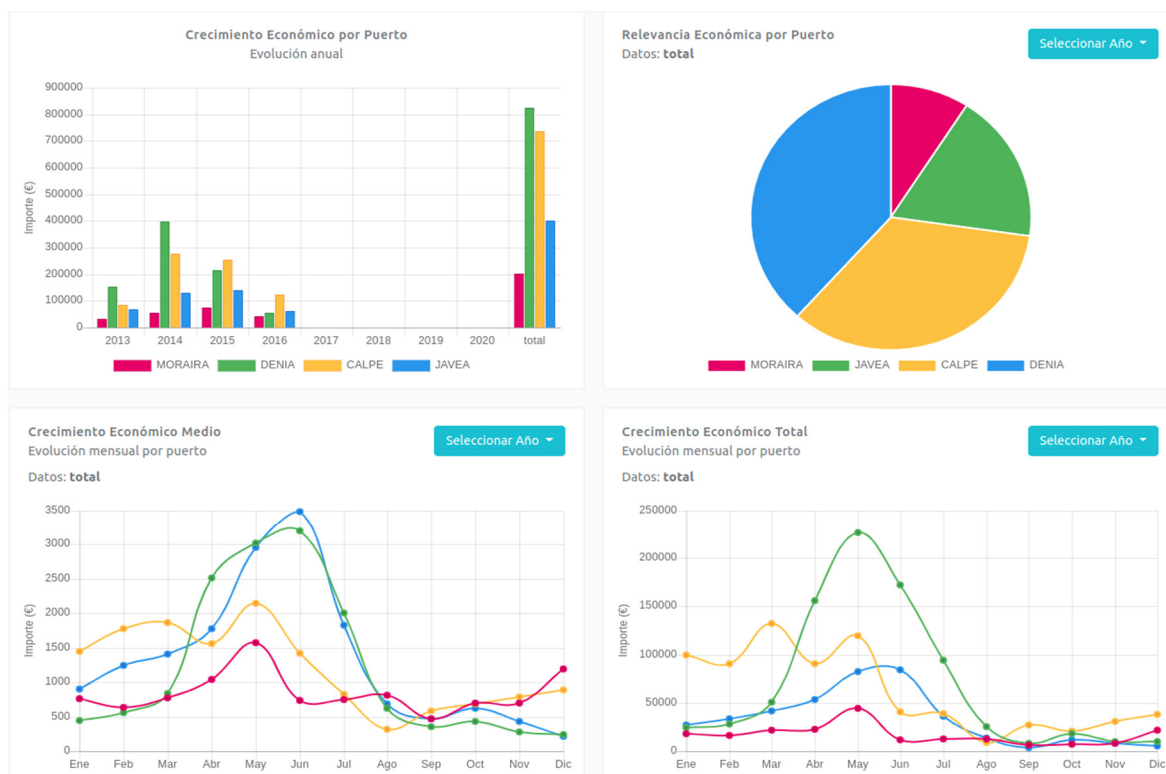 Crecimiento Económico por Puerto
Evolución anual
Importe (€)
900000
800000
700000
600000
500000
400000
300000
200000
100000
0
2013 2014 2015 2016 2017 2018 2019 2020 total
MORAIRA DENIA CALPE JAVEA
Relevancia Económica por Puerto
Datos: total
Seleccionar Año
MORAIRA JAVEA CALPE DENIA
Crecimiento Económico Medio
Evolución mensual por puerto
Datos: total
Seleccionar Año
Importe (€)
3500
3000
2500
2000
1500
1000
500
0
Ene Feb Mar Abr May Jun Jul Ago Sep Oct Nov Dic
Crecimiento Económico Total
Evolución mensual por puerto
Datos: total
Seleccionar Año
Importe (€)
250000
200000
150000
100000
50000
0
Ene Feb Mar Abr May Jun Jul Ago Sep Oct Nov Dic